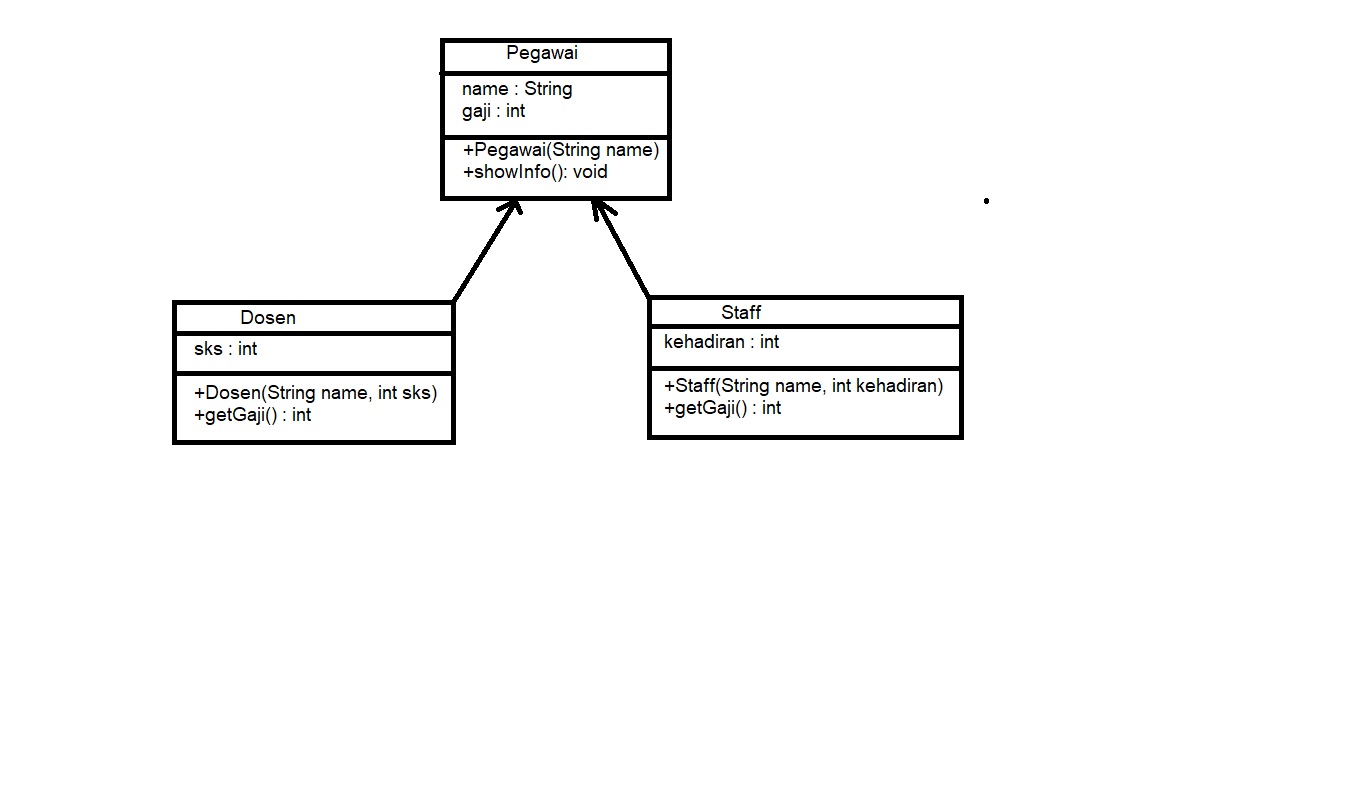 Pegawai
name : String
gaji : int
+Pegawai(String name)
+showInfo(): void
Dosen
sks : int
+Dosen(String name, int sks)
+getGaji() : int
Staff
kehadiran : int
+Staff(String name, int kehadiran)
+getGaji() : int